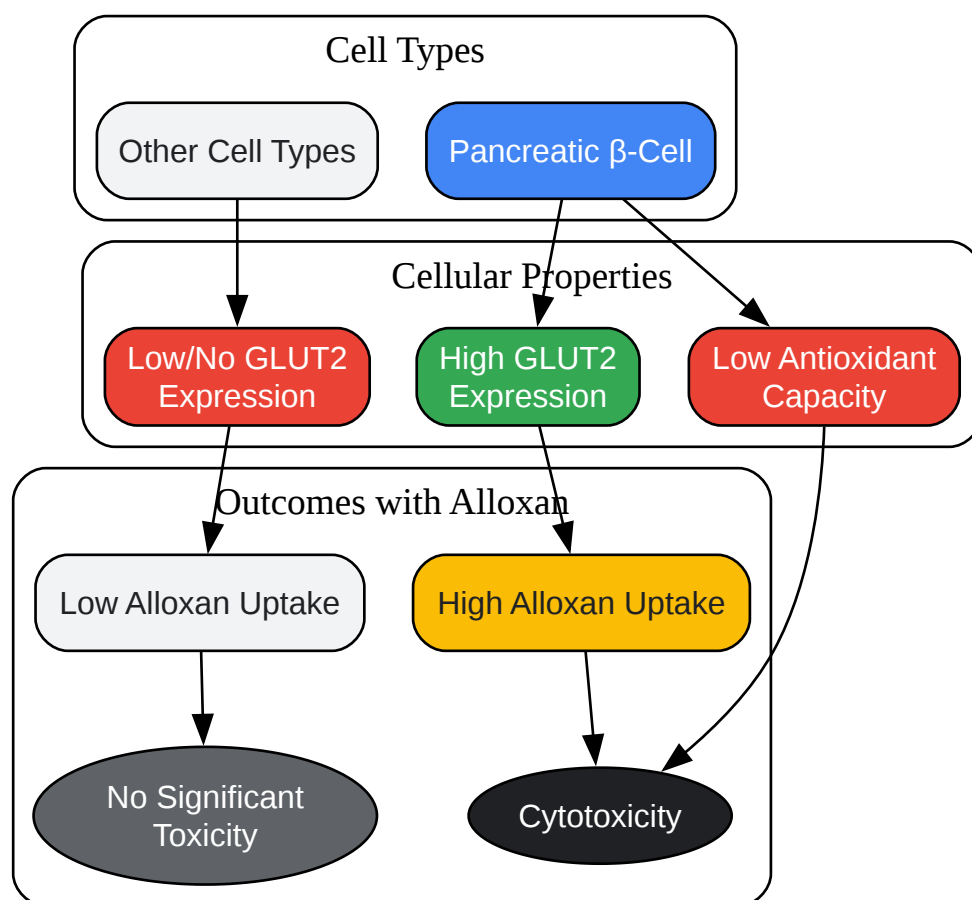 Cell Types
Other Cell Types
Pancreatic β-Cell
Cellular Properties
Low/No GLUT2
Expression
High GLUT2
Expression
Low Antioxidant
Capacity
Outcomes with Alloxan
Low Alloxan Uptake
High Alloxan Uptake
No Significant
Toxicity
Cytotoxicity